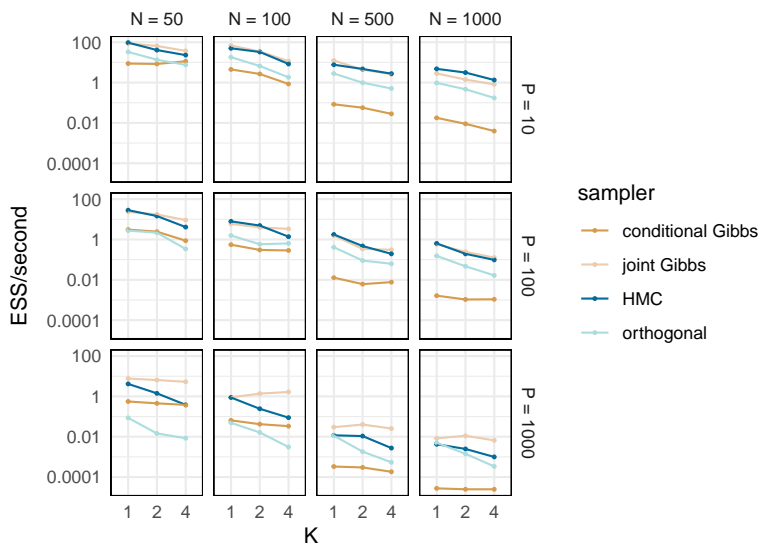 N = 50 N = 100 N = 500 N = 1000
100
1
0.01
0.0001
P = 10
100
1
0.01
0.0001
P = 100
100
1
0.01
0.0001
P = 1000
ESS/second
1 2 4 1 2 4 1 2 4 1 2 4
K
sampler
conditional Gibbs
joint Gibbs
HMC
orthogonal